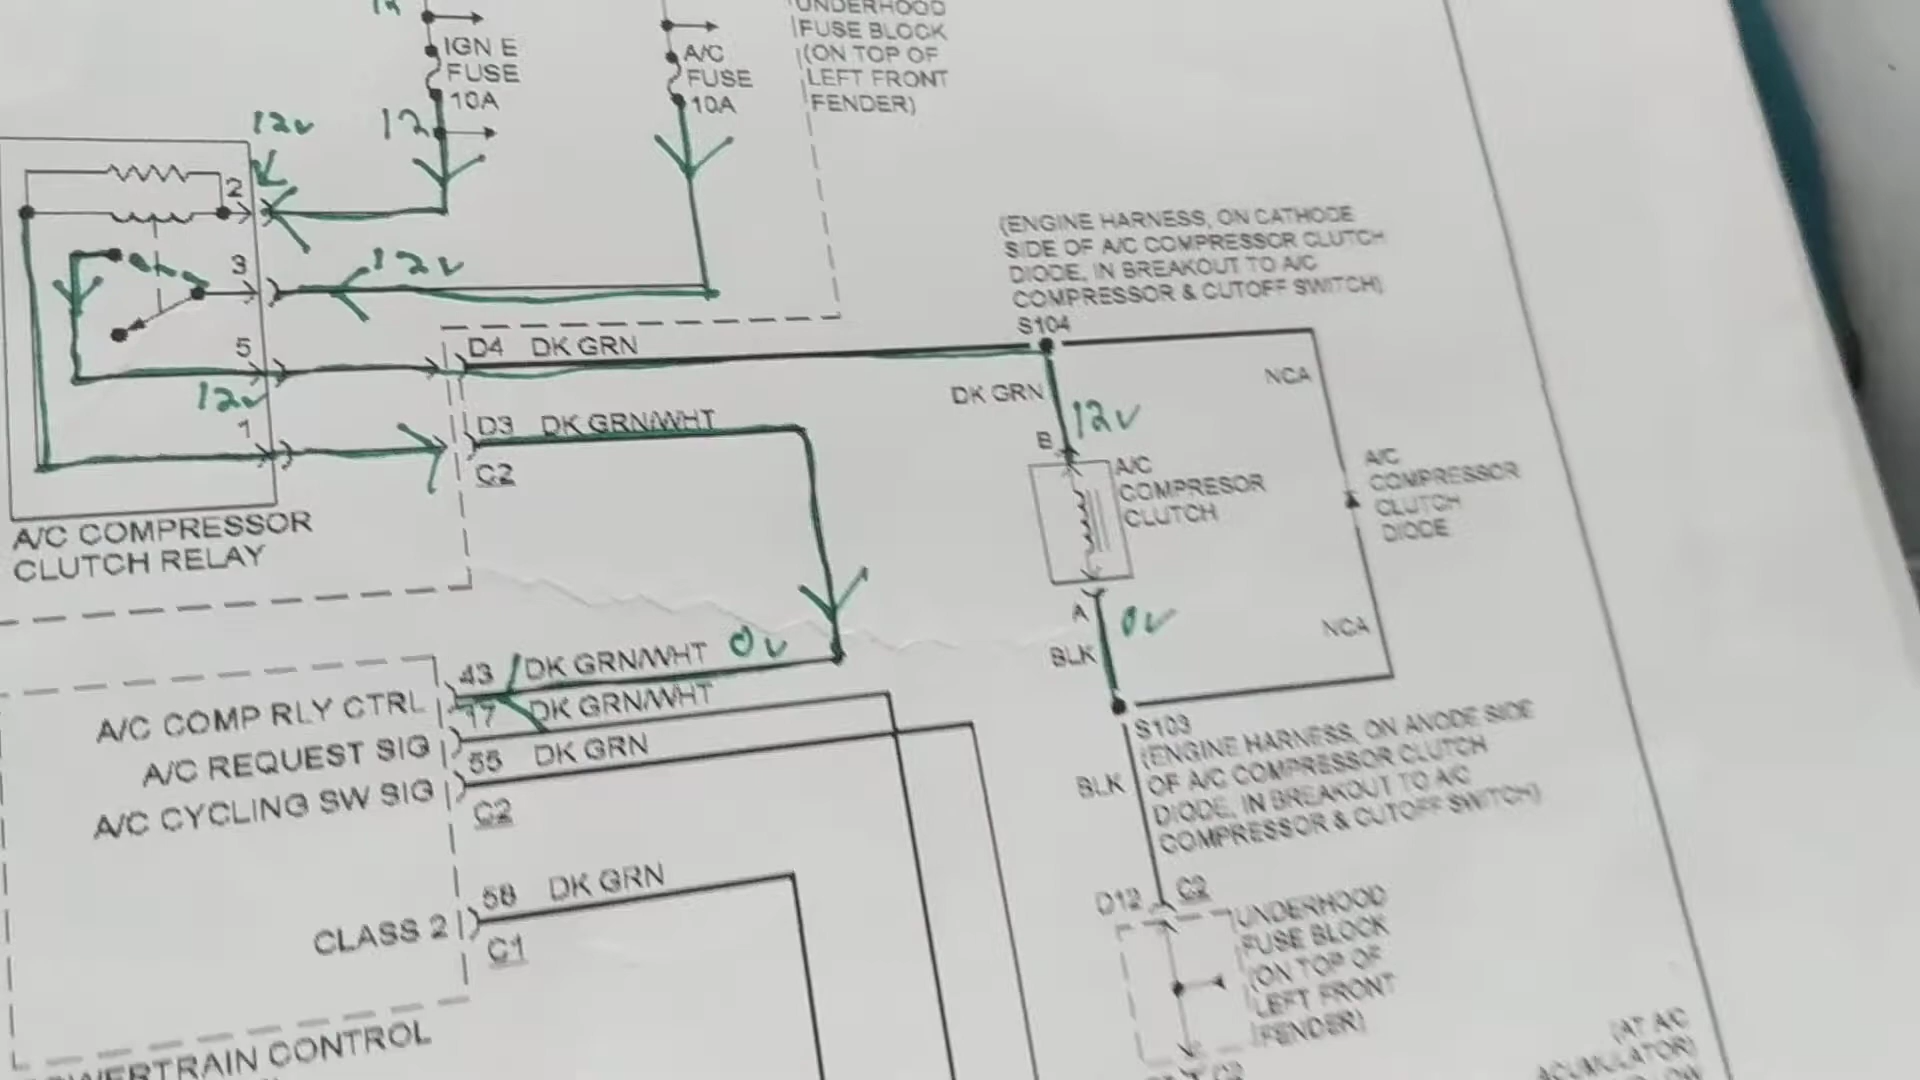 12
IGN E
FUSE
10A
12
A/C
FUSE
10A
UNDERHOOD
FUSE BLOCK
(ON TOP OF
LEFT FRONT
FENDER)
12v
2
3
12v
5
12v
1
A/C COMPRESSOR
CLUTCH RELAY
D4 DK GRN
D3 DK GRN/WHT
C2
(ENGINE HARNESS, ON CATHODE
SIDE OF A/C COMPRESSOR CLUTCH
DIODE, IN BREAKOUT TO A/C
COMPRESSOR & CUTOFF SWITCH)
S104
DK GRN
12v
B
NCA
A/C
COMPRESOR
CLUTCH
A/C
COMPRESSOR
CLUTCH
DIODE
A
0v
BLK
NCA
S103
(ENGINE HARNESS, ON ANODE SIDE
OF A/C COMPRESSOR CLUTCH
DIODE, IN BREAKOUT TO A/C
COMPRESSOR & CUTOFF SWITCH)
BLK
D12 C2
UNDERHOOD
FUSE BLOCK
(ON TOP OF
LEFT FRONT
FENDER)
C2
A/C COMP RLY CTRL 43 DK GRN/WHT 0v
A/C REQUEST SIG 17 DK GRN/WHT
A/C CYCLING SW SIG 55 DK GRN
C2
CLASS 2 58 DK GRN
C1
POWERTRAIN CONTROL
(AT A/C
ACUMULATOR)